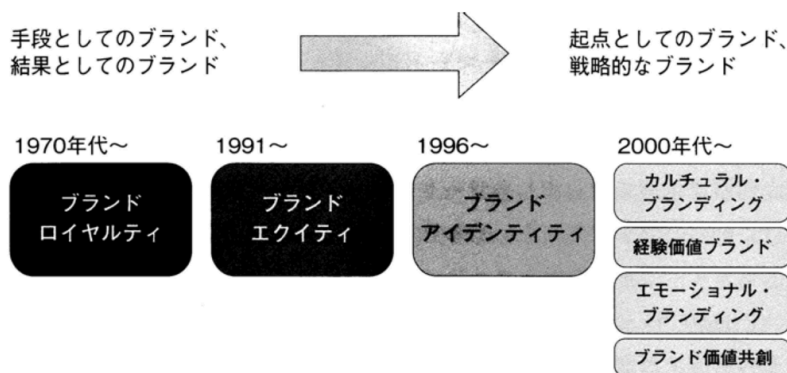 手段としてのブランド、
結果としてのブランド
起点としてのブランド、
戦略的なブランド
1970年代～
ブランド
ロイヤルティ
1991～
ブランド
エクイティ
1996～
ブランド
アイデンティティ
2000年代～
カルチュラル・
ブランディング
経験価値ブランド
エモーショナル・
ブランディング
ブランド価値共創